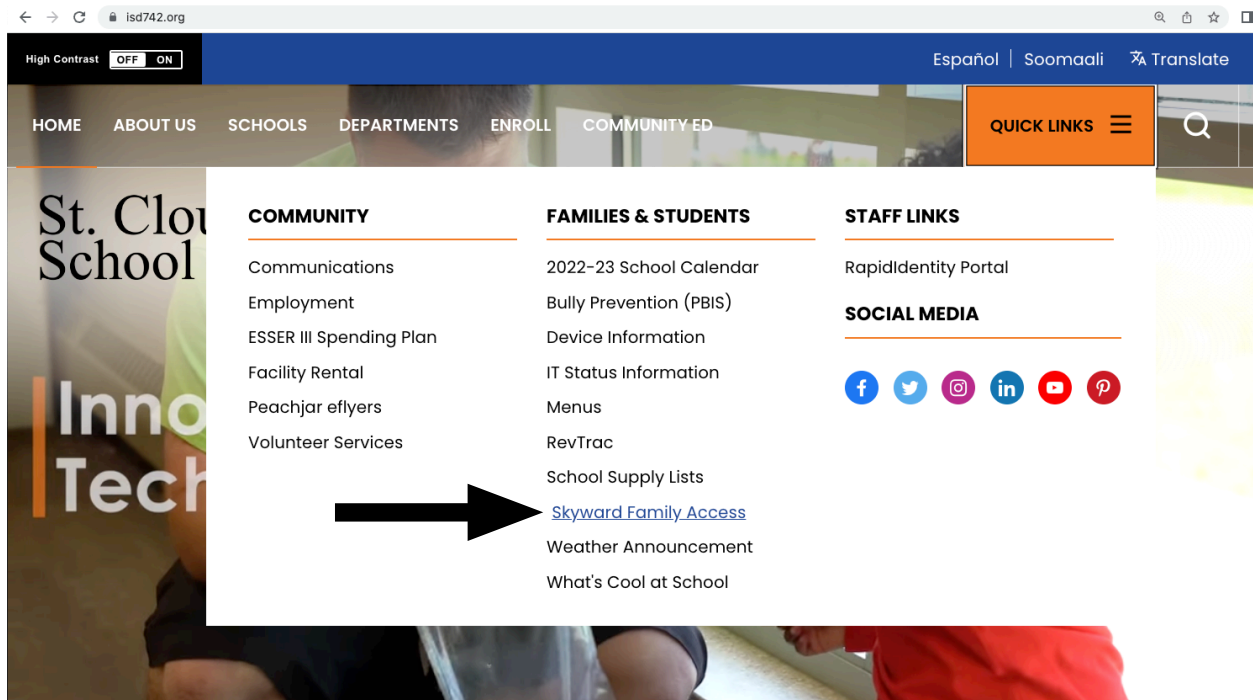 isd742.org
High Contrast OFF ON
Español Soomaali Translate
HOME ABOUT US SCHOOLS DEPARTMENTS ENROLL COMMUNITY ED QUICK LINKS
St. Clou
School
Inno
Tech
COMMUNITY
Communications
Employment
ESSER III Spending Plan
Facility Rental
Peachjar eflyers
Volunteer Services
FAMILIES & STUDENTS
2022-23 School Calendar
Bully Prevention (PBIS)
Device Information
IT Status Information
Menus
RevTrac
School Supply Lists
Skyward Family Access
Weather Announcement
What's Cool at School
STAFF LINKS
RapidIdentity Portal
SOCIAL MEDIA